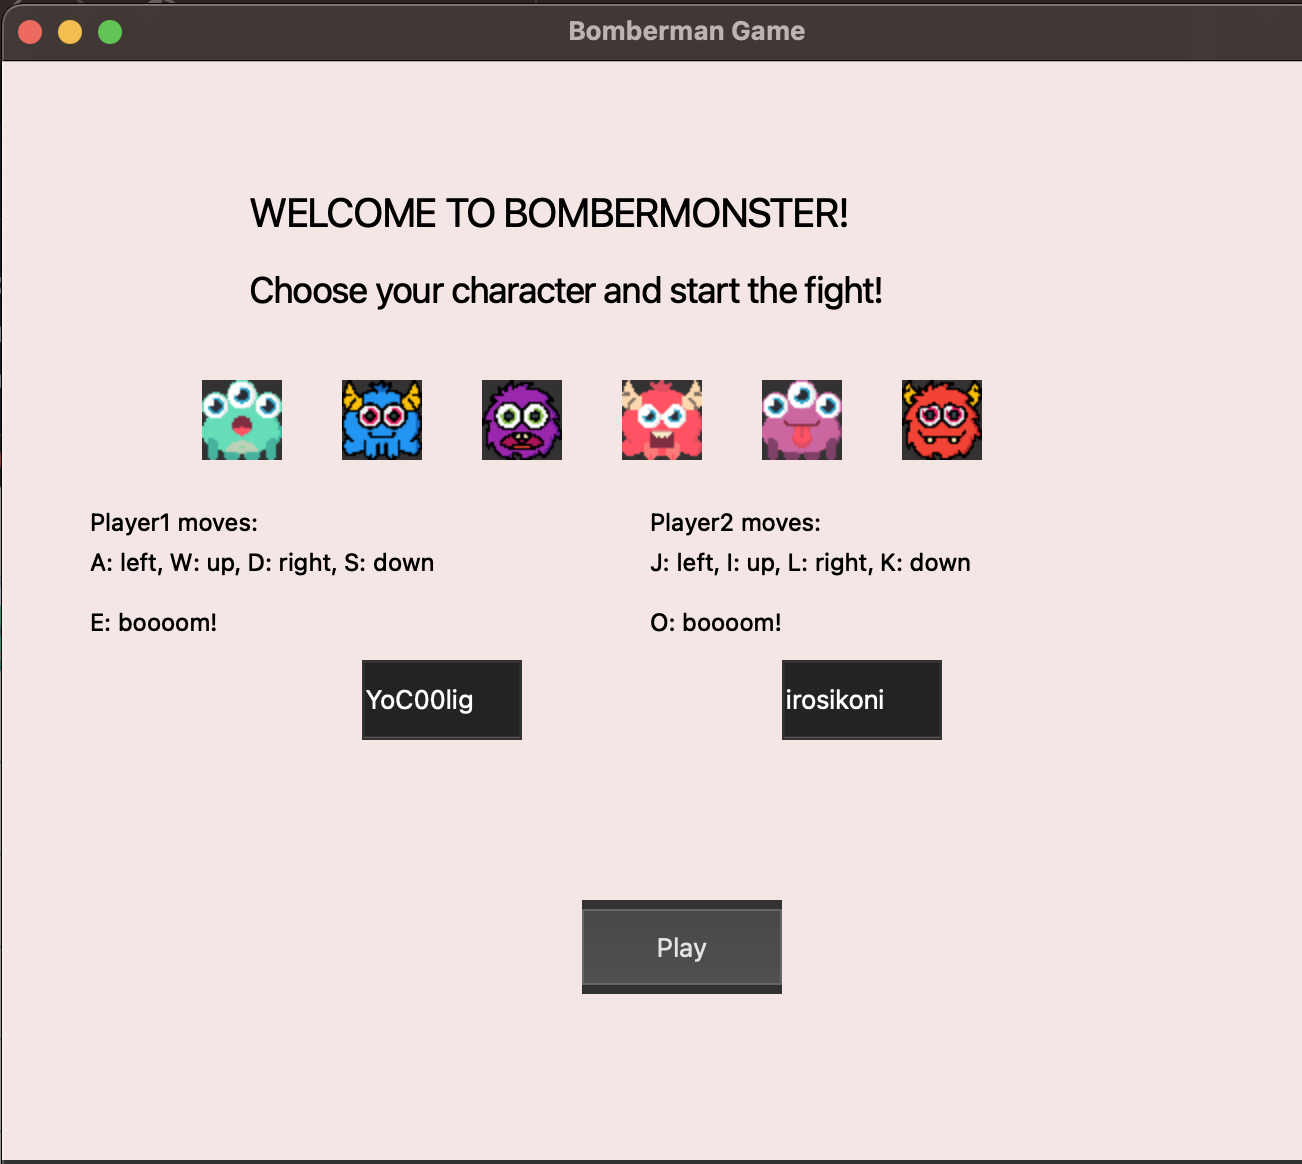 Bomberman Game
WELCOME TO BOMBERMONSTER!
Choose your character and start the fight!
Player1 moves:
A: left, W: up, D: right, S: down
E: boooom!
Player2 moves:
J: left, I: up, L: right, K: down
O: boooom!
YoC00lig
irosikoni
Play